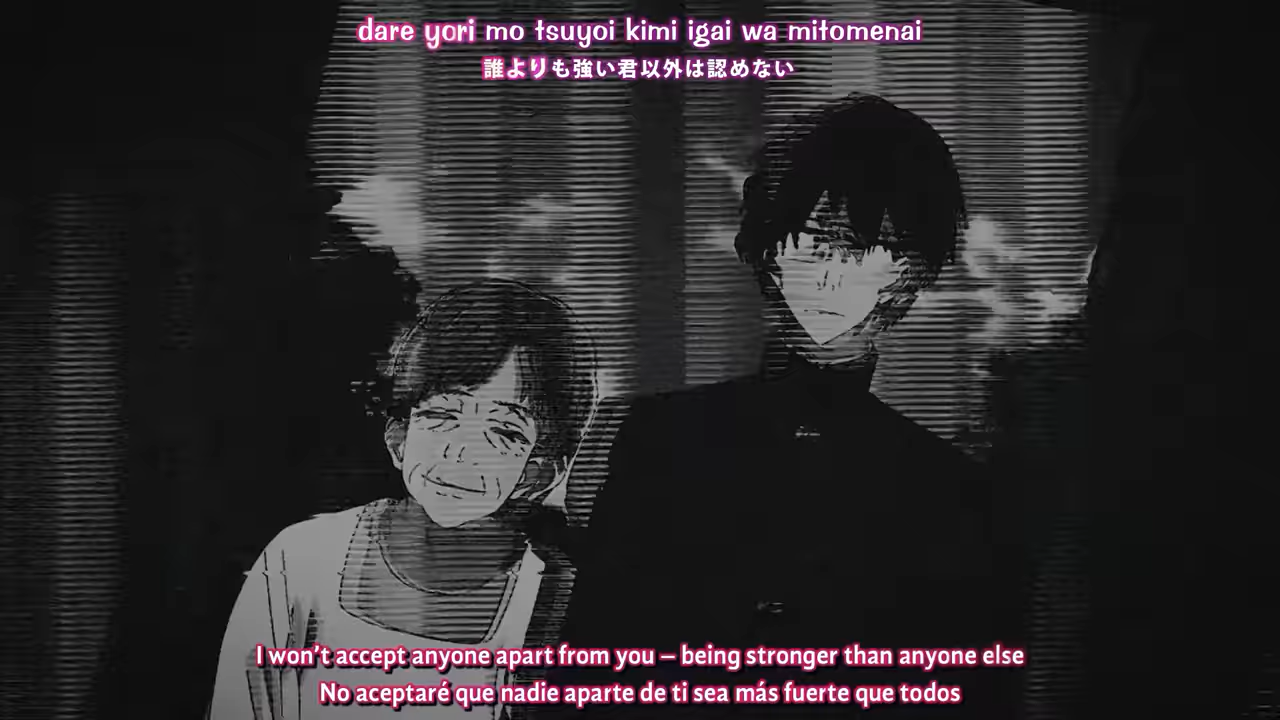 dare yori mo tsuyoi kimi igai wa mitomenai
誰よりも強い君以外は認めない
I won't accept anyone apart from you – being stronger than anyone else
No aceptaré que nadie aparte de ti sea más fuerte que todos